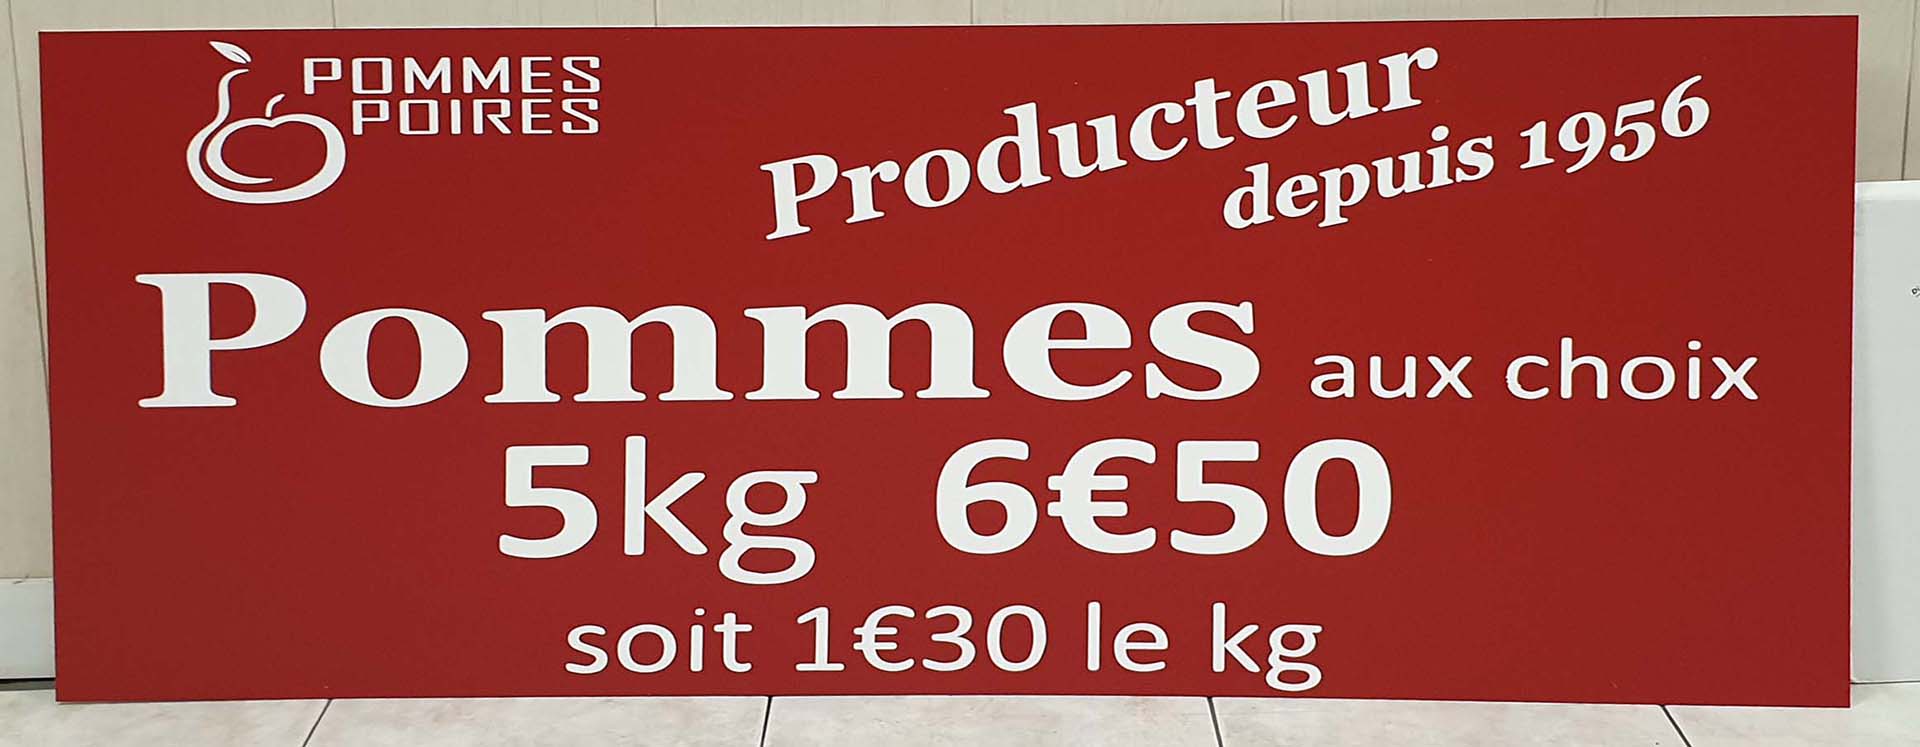 POMMES
POIRES
Producteur
depuis 1956
Pommes aux choix
5kg 6€50
soit 1€30 le kg